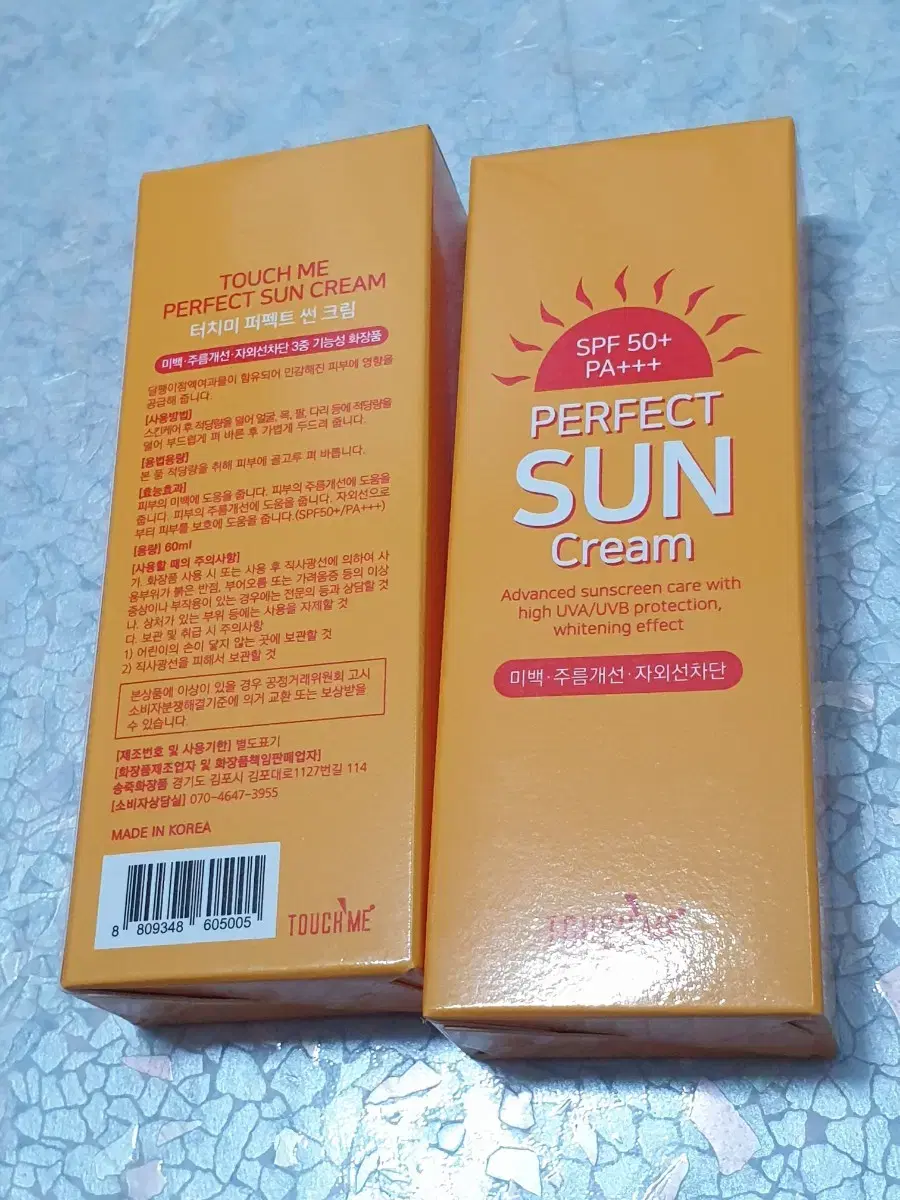 TOUCH ME
PERFECT SUN CREAM
터치미 퍼펙트 썬 크림
미백·주름개선·자외선차단 3중 기능성 화장품
달팽이점액여과물이 함유되어 민감해진 피부에 영양을
공급해 줍니다.
[사용방법]
스킨케어 후 적당량을 덜어 얼굴, 목, 팔, 다리 등에 적당량을
덜어 부드럽게 펴 바른 후 가볍게 두드려 줍니다.
[용법용량]
본 품 적당량을 취해 피부에 골고루 펴 바릅니다.
[효능효과]
피부의 미백에 도움을 줍니다. 피부의 주름개선에 도움을
줍니다. 피부의 주름개선에 도움을 줍니다. 자외선으로
부터 피부를 보호에 도움을 줍니다.(SPF50+/PA+++)
[용량] 60ml
[사용할 때의 주의사항]
가. 화장품 사용 시 또는 사용 후 직사광선에 의하여 사
용부위가 붉은 반점, 부어오름 또는 가려움증 등의 이상
증상이나 부작용이 있는 경우에는 전문의 등과 상담할 것
나. 상처가 있는 부위 등에는 사용을 자제할 것
다. 보관 및 취급 시 주의사항
1) 어린이의 손이 닿지 않는 곳에 보관할 것
2) 직사광선을 피해서 보관할 것
본상품에 이상이 있을 경우 공정거래위원회 고시
소비자분쟁해결기준에 의거 교환 또는 보상받을
수 있습니다.
[제조번호 및 사용기한] 별도표기
[화장품제조업자 및 화장품책임판매업자]
송죽화장품 경기도 김포시 김포대로1127번길 114
[소비자상담실] 070-4647-3955
MADE IN KOREA
8 809348 605005
TOUCH ME
SPF 50+
PA+++
PERFECT
SUN
Cream
Advanced sunscreen care with
high UVA/UVB protection,
whitening effect
미백·주름개선·자외선차단
TOUCH ME